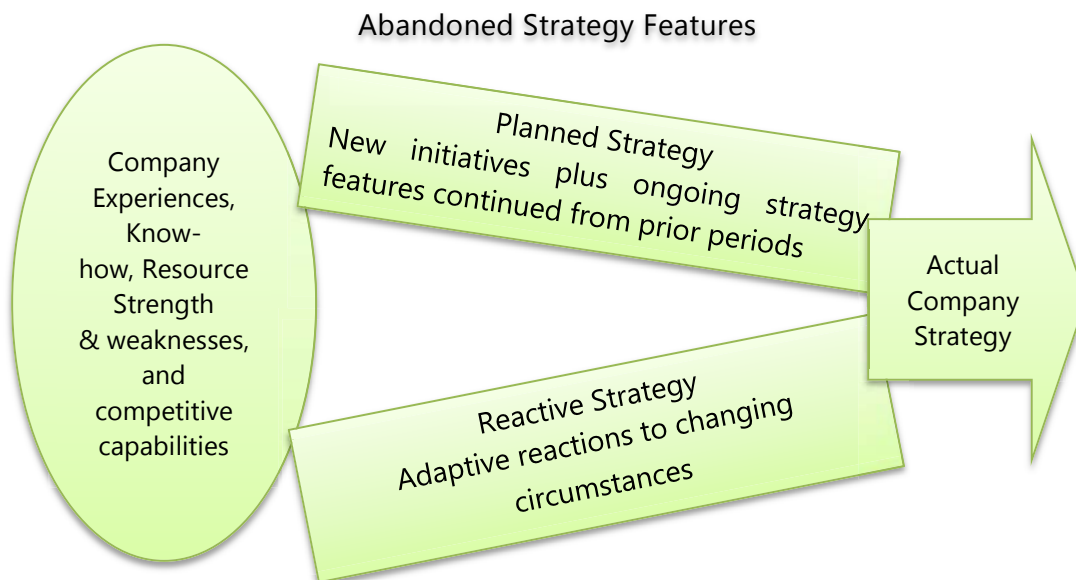 Abandoned Strategy Features
Company
Experiences,
Know-
how, Resource
Strength
& weaknesses,
and
competitive
capabilities
Planned Strategy
New initiatives plus ongoing strategy
features continued from prior periods
Reactive Strategy
Adaptive reactions to changing
circumstances
Actual
Company
Strategy